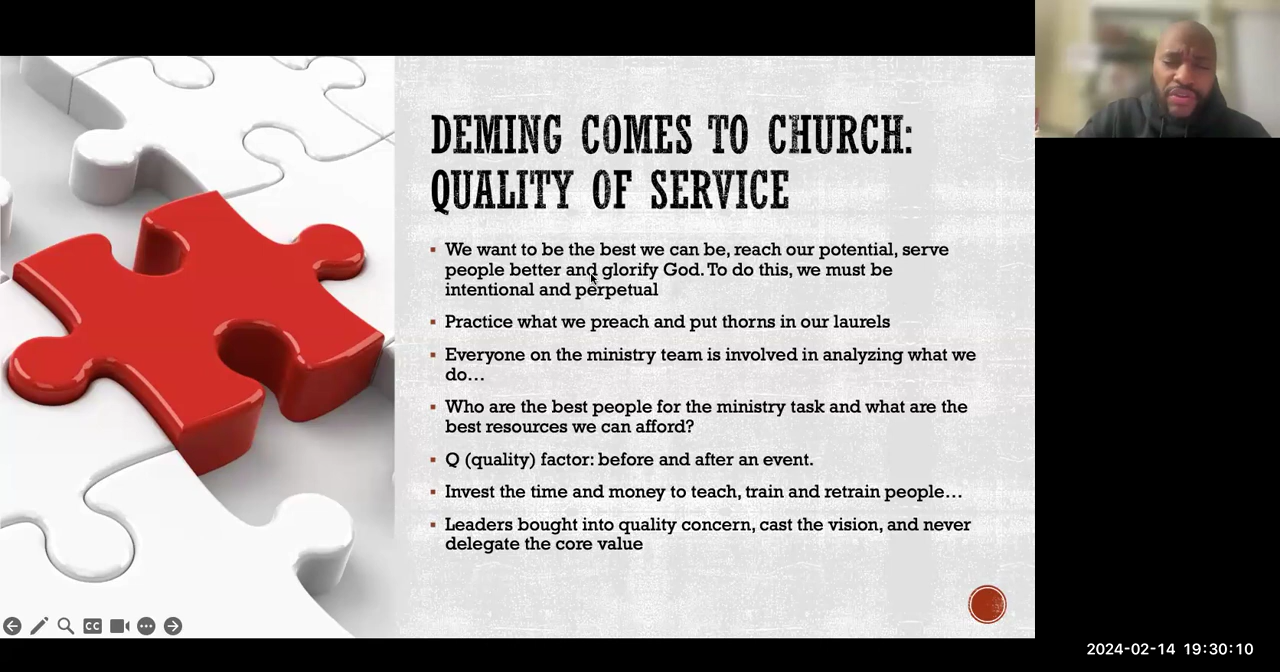 DEMING COMES TO CHURCH:
QUALITY OF SERVICE
▪ We want to be the best we can be, reach our potential, serve
people better and glorify God. To do this, we must be
intentional and perpetual
▪ Practice what we preach and put thorns in our laurels
▪ Everyone on the ministry team is involved in analyzing what we
do…
▪ Who are the best people for the ministry task and what are the
best resources we can afford?
▪ Q (quality) factor: before and after an event.
▪ Invest the time and money to teach, train and retrain people…
▪ Leaders bought into quality concern, cast the vision, and never
delegate the core value
CC
2024-02-14 19:30:10